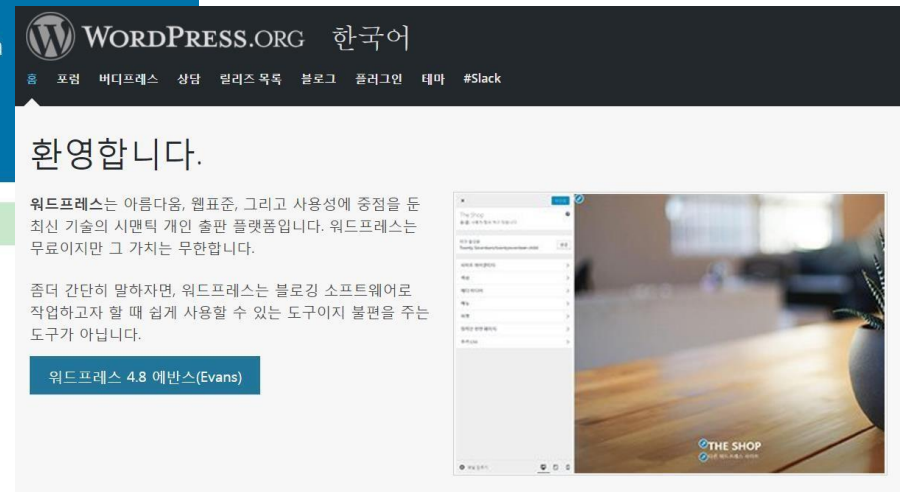 WORDPRESS.ORG 한국어
홈 포럼 버디프레스 상담 릴리즈 목록 블로그 플러그인 테마 #Slack
환영합니다.
워드프레스는 아름다움, 웹표준, 그리고 사용성에 중점을 둔
최신 기술의 시맨틱 개인 출판 플랫폼입니다. 워드프레스는
무료이지만 그 가치는 무한합니다.
좀더 간단히 말하자면, 워드프레스는 블로깅 소프트웨어로
작업하고자 할 때 쉽게 사용할 수 있는 도구이지 불편을 주는
도구가 아닙니다.
워드프레스 4.8 에반스(Evans)
The Shop
THE SHOP